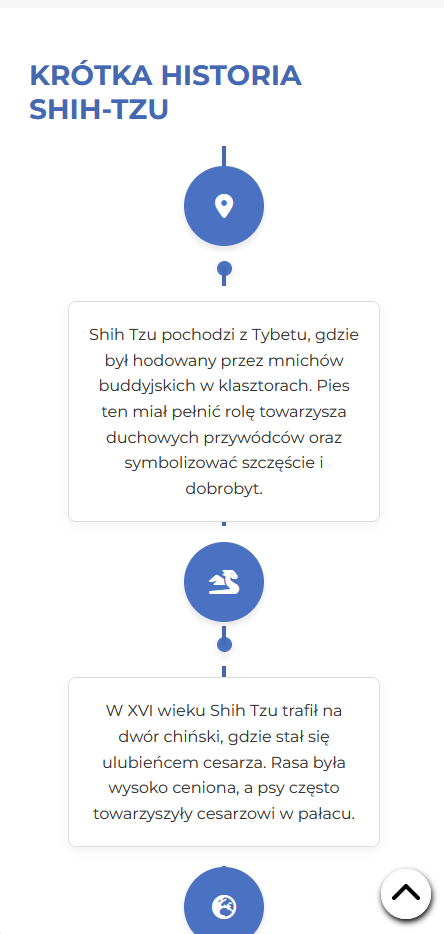 KRÓTKA HISTORIA
SHIH-TZU
Shih Tzu pochodzi z Tybetu, gdzie
był hodowany przez mnichów
buddyjskich w klasztorach. Pies
ten miał pełnić rolę towarzysza
duchowych przywódców oraz
symbolizować szczęście i
dobrobyt.
W XVI wieku Shih Tzu trafił na
dwór chiński, gdzie stał się
ulubieńcem cesarza. Rasa była
wysoko ceniona, a psy często
towarzyszyły cesarzowi w pałacu.